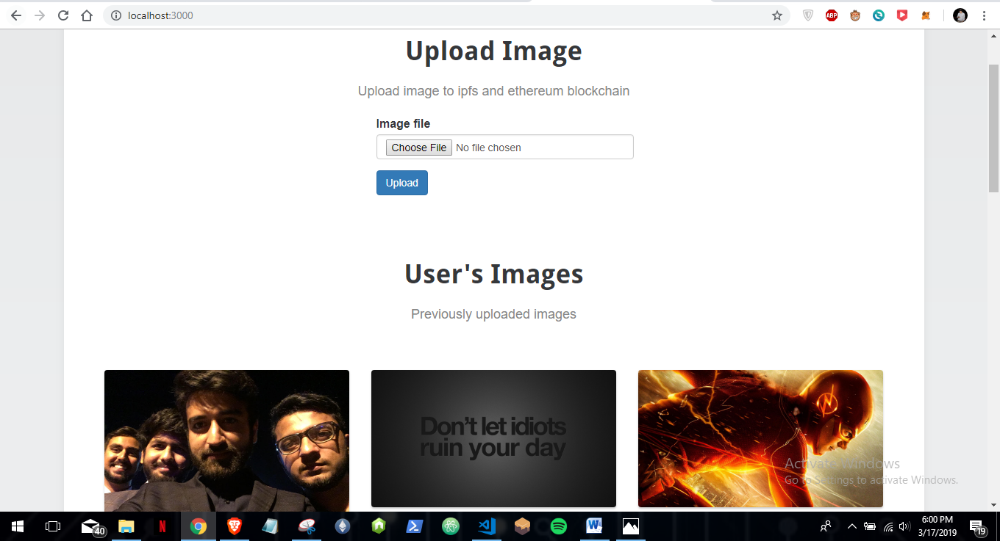 localhost:3000
ABP
Upload Image
Upload image to ipfs and ethereum blockchain
Image file
Choose File No file chosen
Upload
User's Images
Previously uploaded images
Don't let idiots
ruin your day
Activate Windows
Go to Settings to activate Windows.
40
N
W
6:00 PM
3/17/2019
19